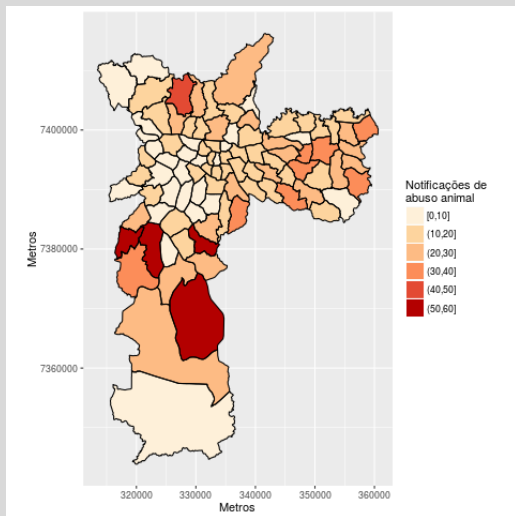 7400000
7380000
7360000
Metros
320000 330000 340000 350000 360000
Metros
Notificações de
abuso animal
[0,10]
(10,20]
(20,30]
(30,40]
(40,50]
(50,60]